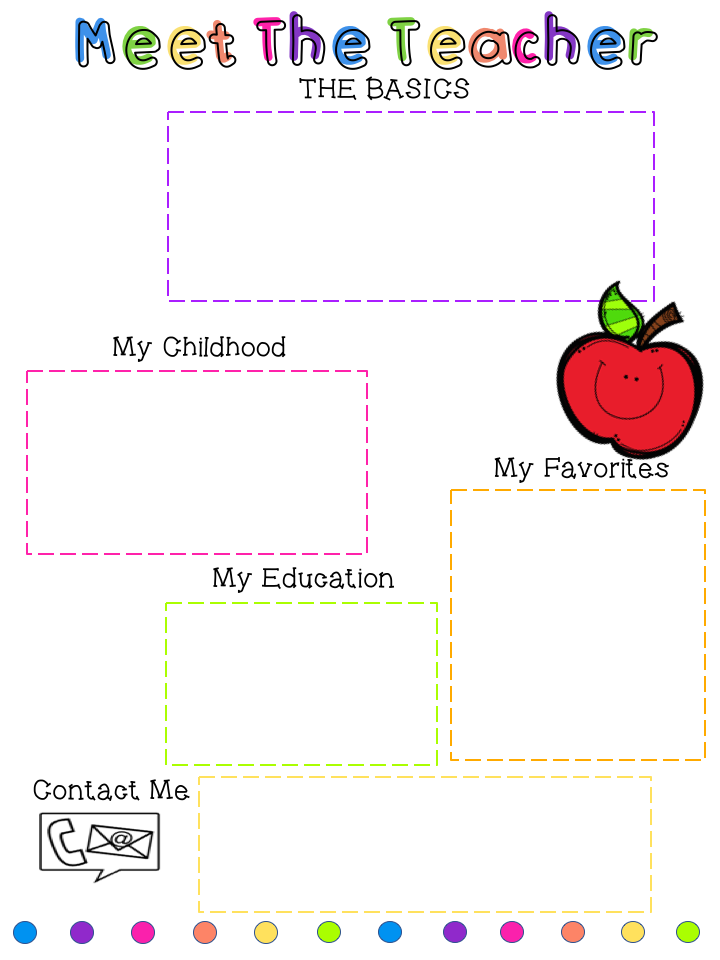 Meet The Teacher
THE BASICS
My Childhood
My Favorites
My Education
Contact Me
@